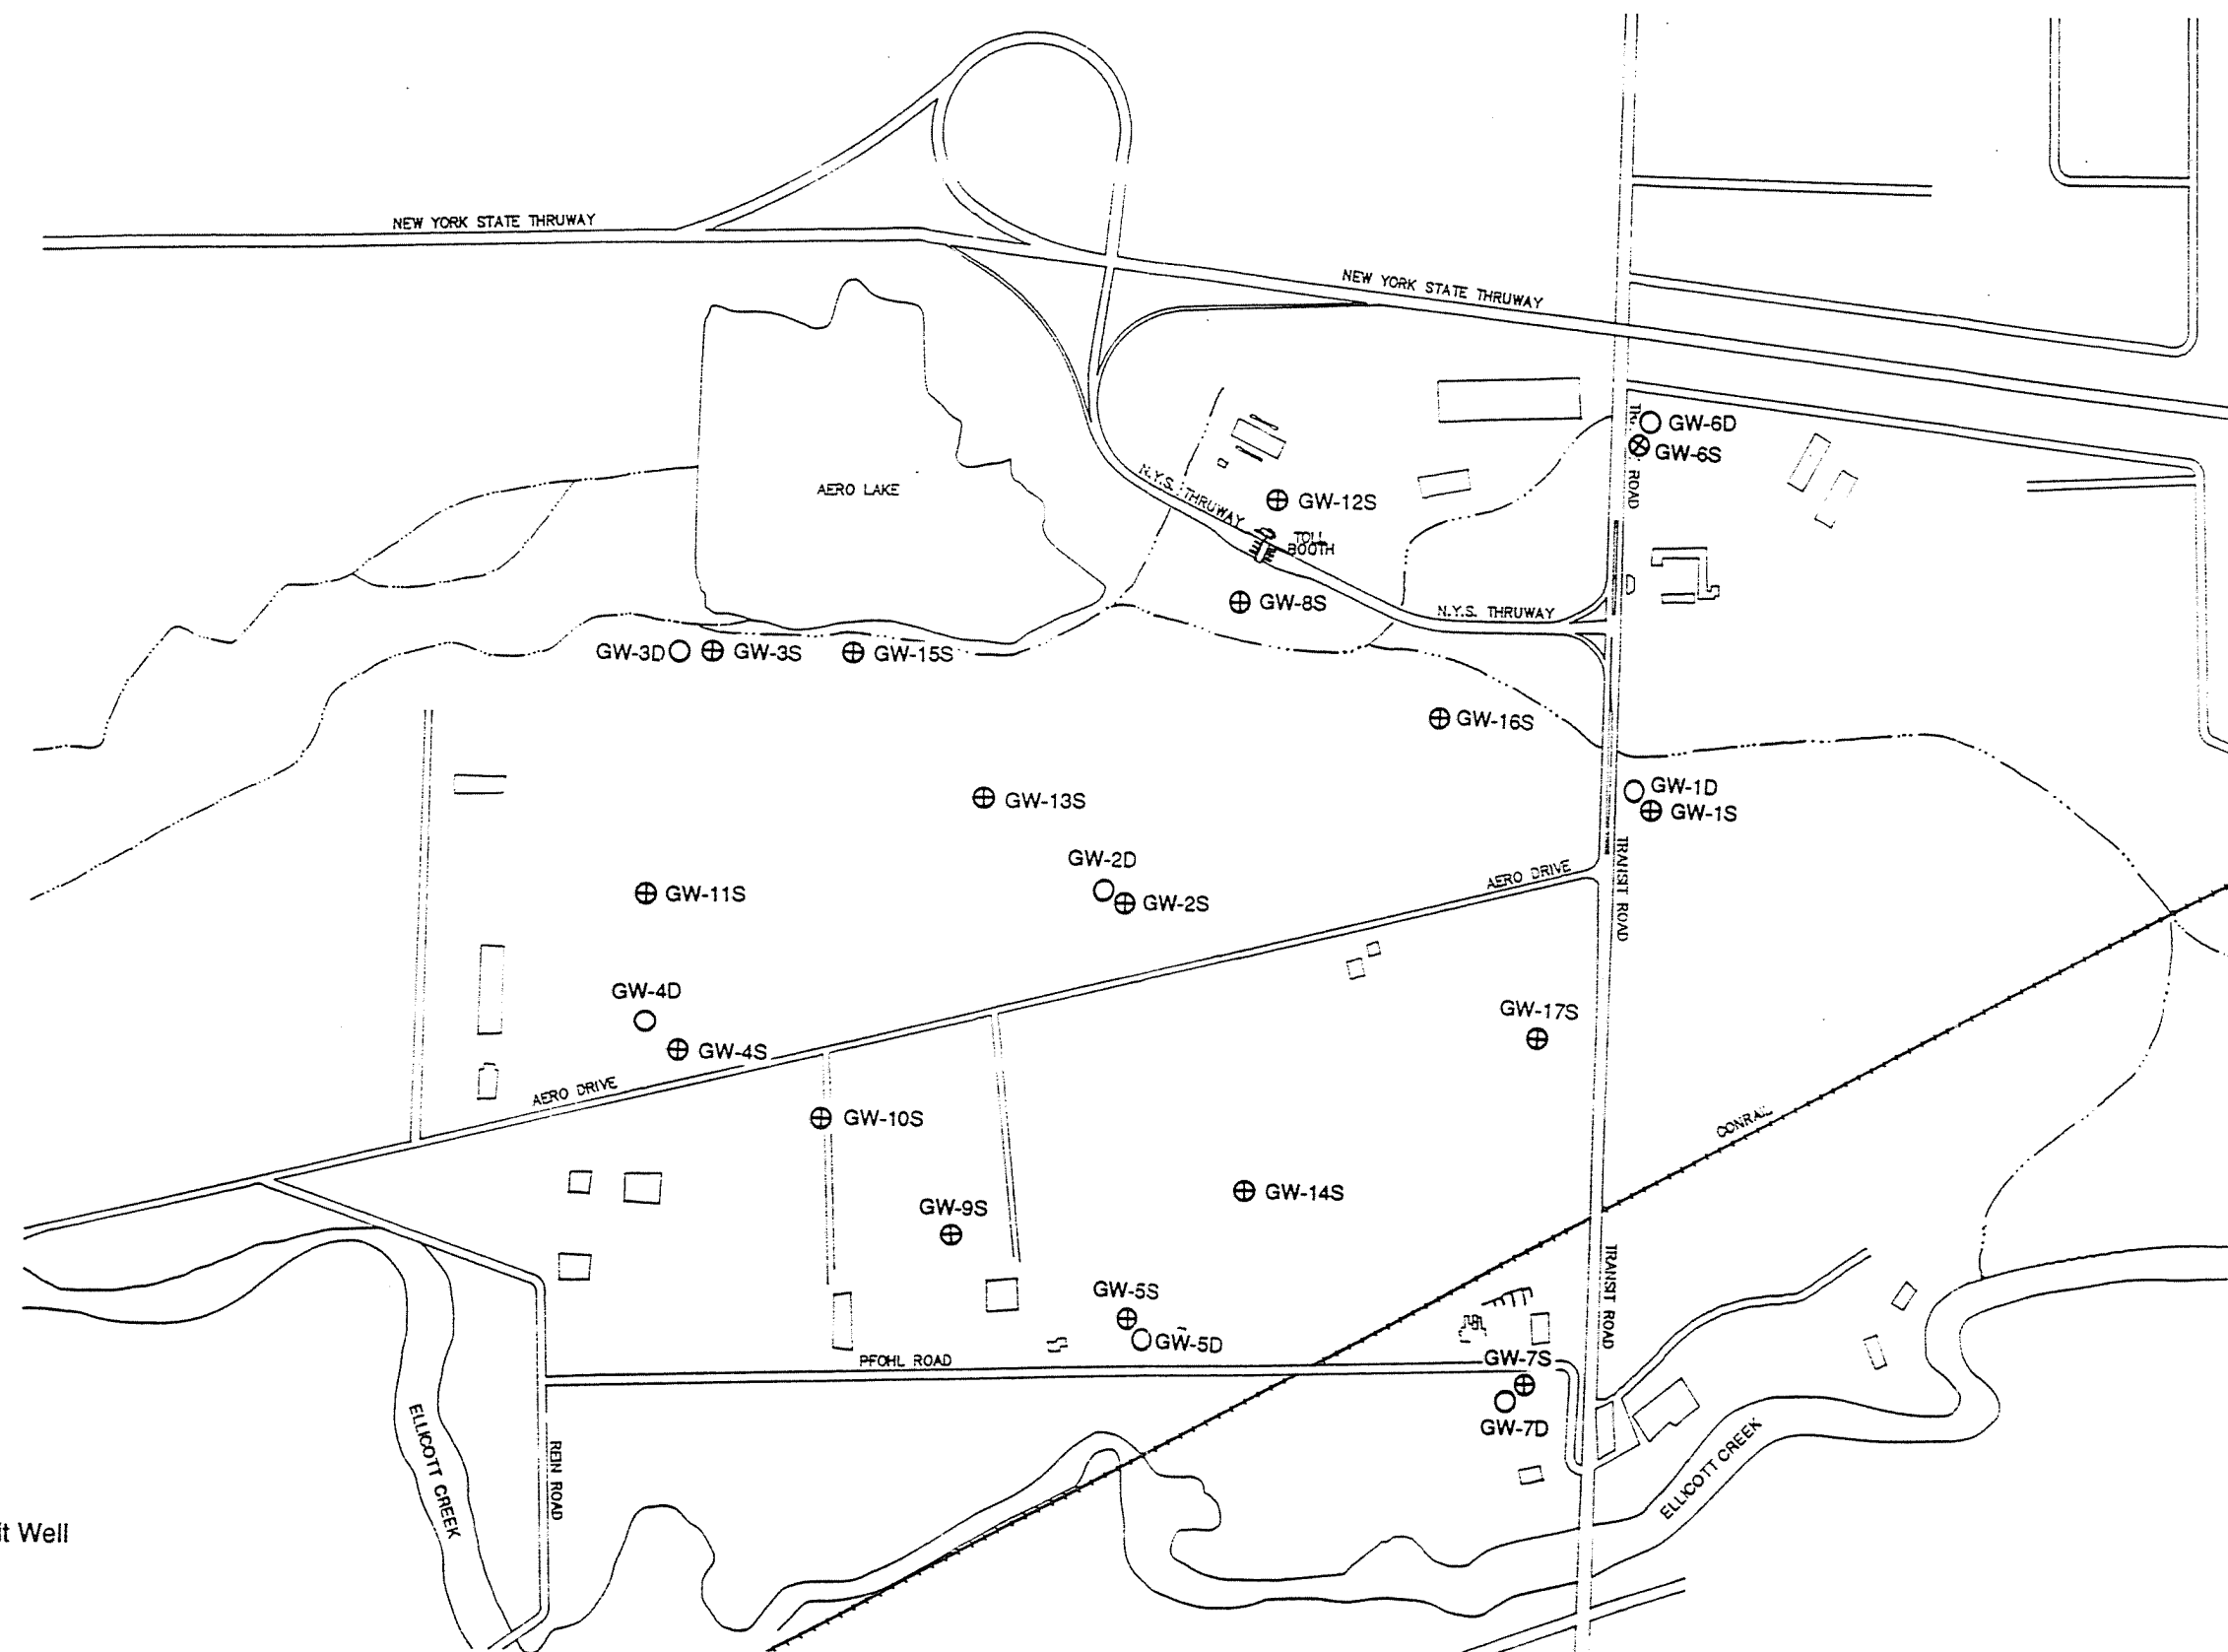 NEW YORK STATE THRUWAY
NEW YORK STATE THRUWAY
GW-6D
GW-6S
ROAD
AERO LAKE
N.Y.S. THRUWAY
GW-12S
TOLL
BOOTH
GW-8S
N.Y.S. THRUWAY
GW-3D
GW-3S
GW-15S
GW-16S
GW-1D
GW-1S
GW-13S
GW-2D
GW-2S
AERO DRIVE
TRANSIT ROAD
GW-11S
GW-4D
GW-4S
GW-17S
AERO DRIVE
GW-10S
CONRAIL
GW-14S
GW-9S
GW-5S
GW-5D
TRANSIT ROAD
PFOHL ROAD
GW-7S
GW-7D
ELLICOTT CREEK
REIN ROAD
ELLICOTT CREEK
Well